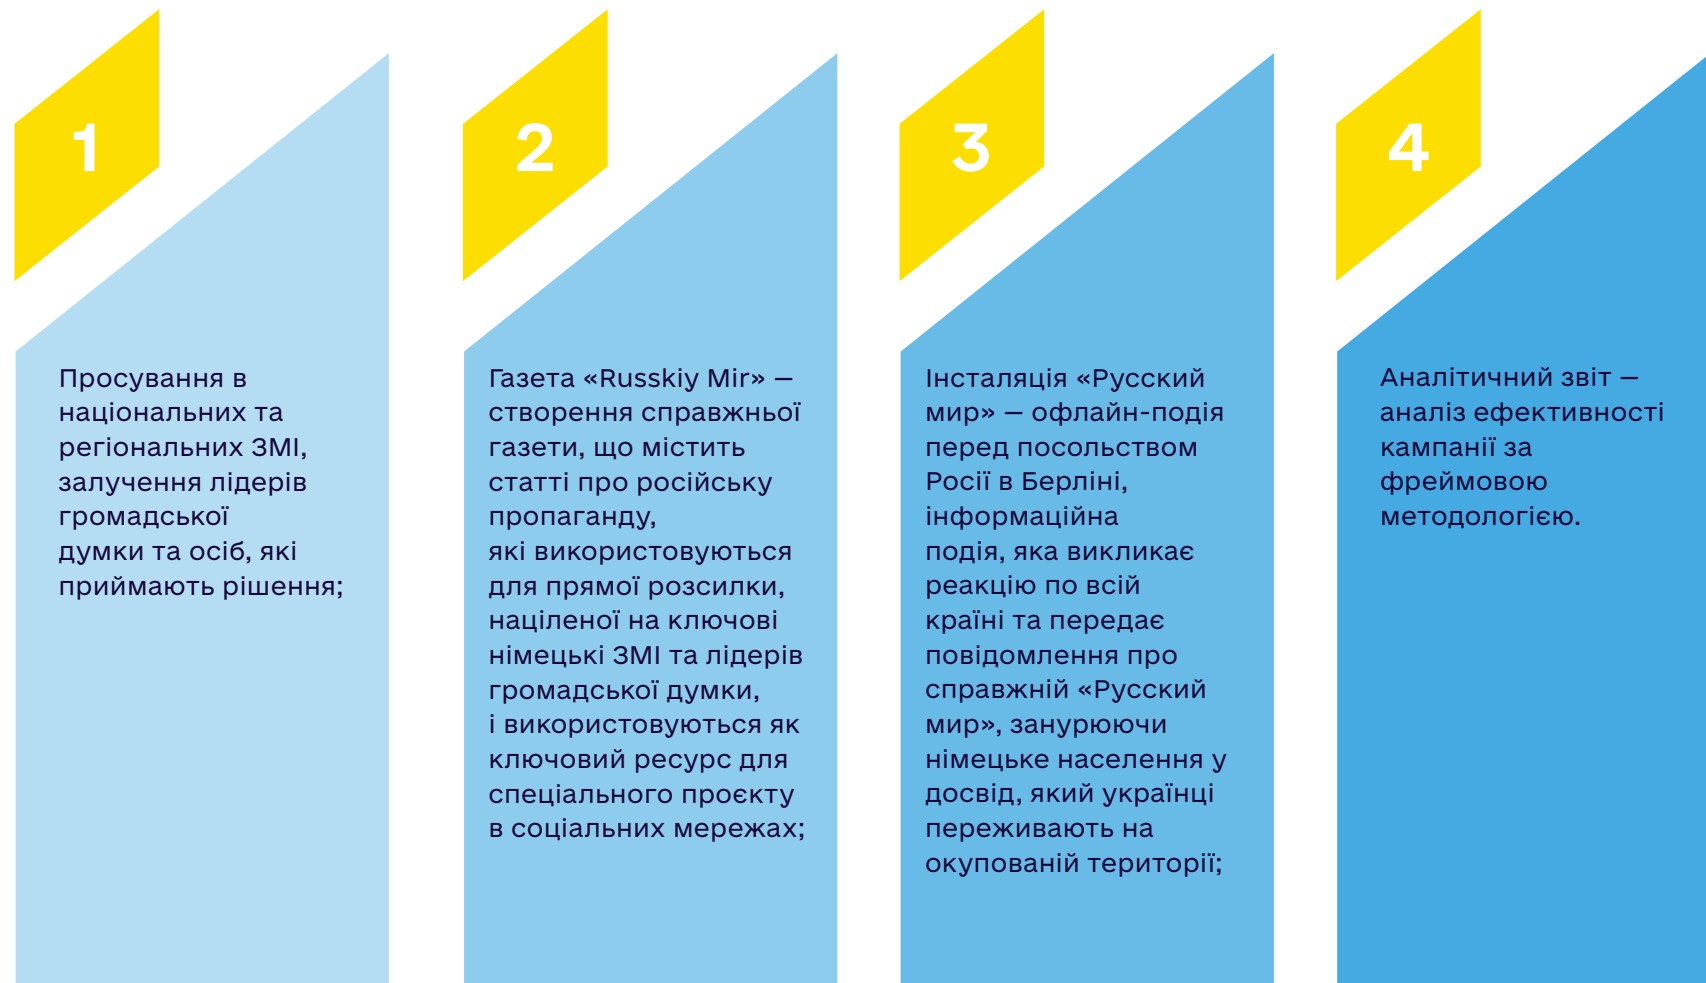 1
Просування в
національних та
регіональних ЗМІ,
залучення лідерів
громадської
думки та осіб, які
приймають рішення;
2
Газета «Russkiy Mir» —
створення справжньої
газети, що містить
статті про російську
пропаганду,
які використовуються
для прямої розсилки,
націленої на ключові
німецькі ЗМІ та лідерів
громадської думки,
і використовуються як
ключовий ресурс для
спеціального проєкту
в соціальних мережах;
3
Інсталяція «Русский
мир» — офлайн-подія
перед посольством
Росії в Берліні,
інформаційна
подія, яка викликає
реакцію по всій
країні та передає
повідомлення про
справжній «Русский
мир», занурюючи
німецьке населення у
досвід, який українці
переживають на
окупованій території;
4
Аналітичний звіт —
аналіз ефективності
кампанії за
фреймовою
методологією.